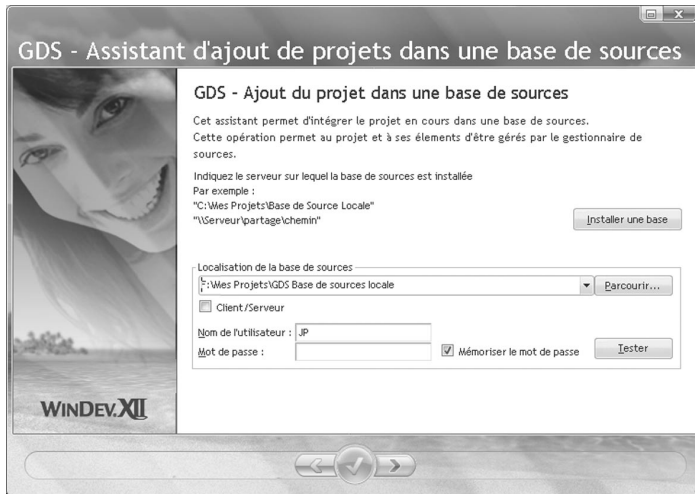 GDS - Assistant d'ajout de projets dans une base de sources
GDS - Ajout du projet dans une base de sources
Cet assistant permet d'intégrer le projet en cours dans une base de sources.
Cette opération permet au projet et à ses élements d'être gérés par le gestionnaire de
sources.
Indiquez le serveur sur lequel la base de sources est installée
Par exemple :
"C:\Mes Projets\Base de Source Locale"
"\\Serveur\partage\chemin"
Installer une base
Localisation de la base de sources
:\Mes Projets\GDS Base de sources locale
Parcourir...
Client/Serveur
Nom de l'utilisateur : JP
Mot de passe :
Mémoriser le mot de passe
Tester
WINDEV.XII